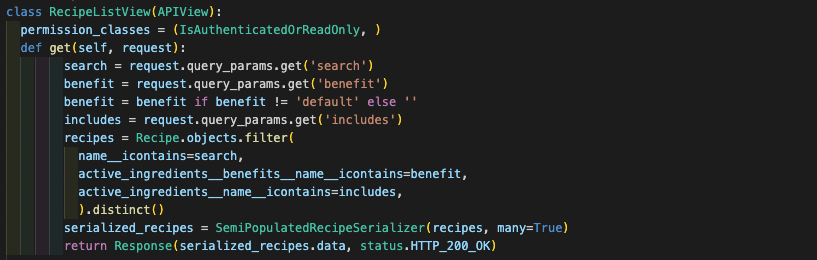 class RecipeListView(APIView):
  permission_classes = (IsAuthenticatedOrReadOnly, )
  def get(self, request):
        search = request.query_params.get('search')
        benefit = request.query_params.get('benefit')
        benefit = benefit if benefit != 'default' else ''
        includes = request.query_params.get('includes')
        recipes = Recipe.objects.filter(
          name__icontains=search,
          active_ingredients__benefits__name__icontains=benefit,
          active_ingredients__name__icontains=includes,
          ).distinct()
        serialized_recipes = SemiPopulatedRecipeSerializer(recipes, many=True)
        return Response(serialized_recipes.data, status.HTTP_200_OK)